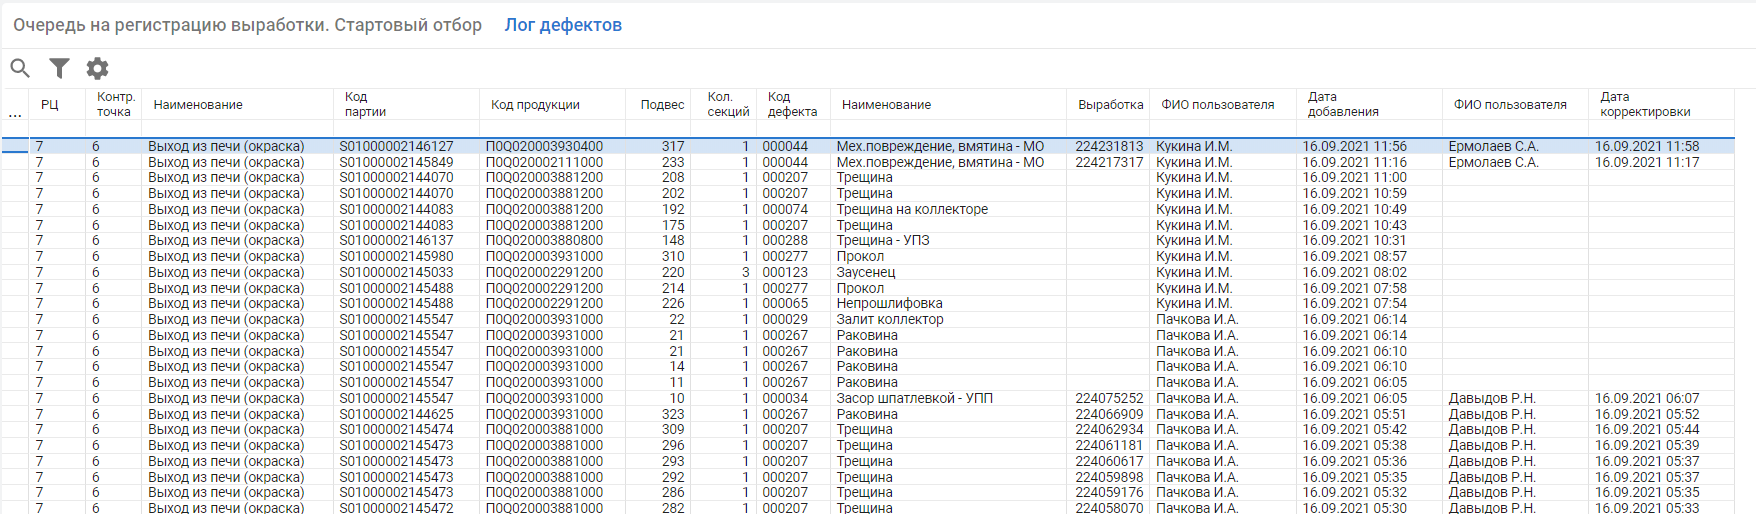 Очередь на регистрацию выработки. Стартовый отбор Лог дефектов
... РЦ Контр. точка Наименование Код партии Код продукции Подвес Кол. секций Код дефекта Наименование Выработка ФИО пользователя Дата добавления ФИО пользователя Дата корректировки
7 6 Выход из печи (окраска) S01000002146127 П0Q020003930400 317 1 000044 Мех.повреждение, вмятина - МО 224231813 Кукина И.М. 16.09.2021 11:56 Ермолаев С.А. 16.09.2021 11:58
7 6 Выход из печи (окраска) S01000002145849 П0Q020002111000 233 1 000044 Мех.повреждение, вмятина - МО 224217317 Кукина И.М. 16.09.2021 11:16 Ермолаев С.А. 16.09.2021 11:17
7 6 Выход из печи (окраска) S01000002144070 П0Q020003881200 208 1 000207 Трещина Кукина И.М. 16.09.2021 11:00
7 6 Выход из печи (окраска) S01000002144070 П0Q020003881200 202 1 000207 Трещина Кукина И.М. 16.09.2021 10:59
7 6 Выход из печи (окраска) S01000002144083 П0Q020003881200 192 1 000074 Трещина на коллекторе Кукина И.М. 16.09.2021 10:49
7 6 Выход из печи (окраска) S01000002144083 П0Q020003881200 175 1 000207 Трещина Кукина И.М. 16.09.2021 10:43
7 6 Выход из печи (окраска) S01000002146137 П0Q020003880800 148 1 000288 Трещина - УПЗ Кукина И.М. 16.09.2021 10:31
7 6 Выход из печи (окраска) S01000002145980 П0Q020003931000 310 1 000277 Прокол Кукина И.М. 16.09.2021 08:57
7 6 Выход из печи (окраска) S01000002145033 П0Q020002291200 220 3 000123 Заусенец Кукина И.М. 16.09.2021 08:02
7 6 Выход из печи (окраска) S01000002145488 П0Q020002291200 214 1 000277 Прокол Кукина И.М. 16.09.2021 07:58
7 6 Выход из печи (окраска) S01000002145488 П0Q020002291200 226 1 000065 Непрошлифовка Кукина И.М. 16.09.2021 07:54
7 6 Выход из печи (окраска) S01000002145547 П0Q020003931000 22 1 000029 Залит коллектор Пачкова И.А. 16.09.2021 06:14
7 6 Выход из печи (окраска) S01000002145547 П0Q020003931000 21 1 000267 Раковина Пачкова И.А. 16.09.2021 06:14
7 6 Выход из печи (окраска) S01000002145547 П0Q020003931000 21 1 000267 Раковина Пачкова И.А. 16.09.2021 06:10
7 6 Выход из печи (окраска) S01000002145547 П0Q020003931000 14 1 000267 Раковина Пачкова И.А. 16.09.2021 06:10
7 6 Выход из печи (окраска) S01000002145547 П0Q020003931000 11 1 000267 Раковина Пачкова И.А. 16.09.2021 06:05
7 6 Выход из печи (окраска) S01000002145547 П0Q020003931000 10 1 000034 Засор шпатлевкой - УПП 224075252 Пачкова И.А. 16.09.2021 06:05 Давыдов Р.Н. 16.09.2021 06:07
7 6 Выход из печи (окраска) S01000002144625 П0Q020003931000 323 1 000267 Раковина 224066909 Пачкова И.А. 16.09.2021 05:51 Давыдов Р.Н. 16.09.2021 05:52
7 6 Выход из печи (окраска) S01000002145474 П0Q020003881000 309 1 000207 Трещина 224062934 Пачкова И.А. 16.09.2021 05:42 Давыдов Р.Н. 16.09.2021 05:44
7 6 Выход из печи (окраска) S01000002145473 П0Q020003881000 296 1 000207 Трещина 224061181 Пачкова И.А. 16.09.2021 05:38 Давыдов Р.Н. 16.09.2021 05:39
7 6 Выход из печи (окраска) S01000002145473 П0Q020003881000 293 1 000207 Трещина 224060617 Пачкова И.А. 16.09.2021 05:36 Давыдов Р.Н. 16.09.2021 05:37
7 6 Выход из печи (окраска) S01000002145473 П0Q020003881000 292 1 000207 Трещина 224059898 Пачкова И.А. 16.09.2021 05:35 Давыдов Р.Н. 16.09.2021 05:37
7 6 Выход из печи (окраска) S01000002145473 П0Q020003881000 286 1 000207 Трещина 224059176 Пачкова И.А. 16.09.2021 05:32 Давыдов Р.Н. 16.09.2021 05:35
7 6 Выход из печи (окраска) S01000002145472 П0Q020003881000 282 1 000207 Трещина 224058070 Пачкова И.А. 16.09.2021 05:30 Давыдов Р.Н. 16.09.2021 05:33